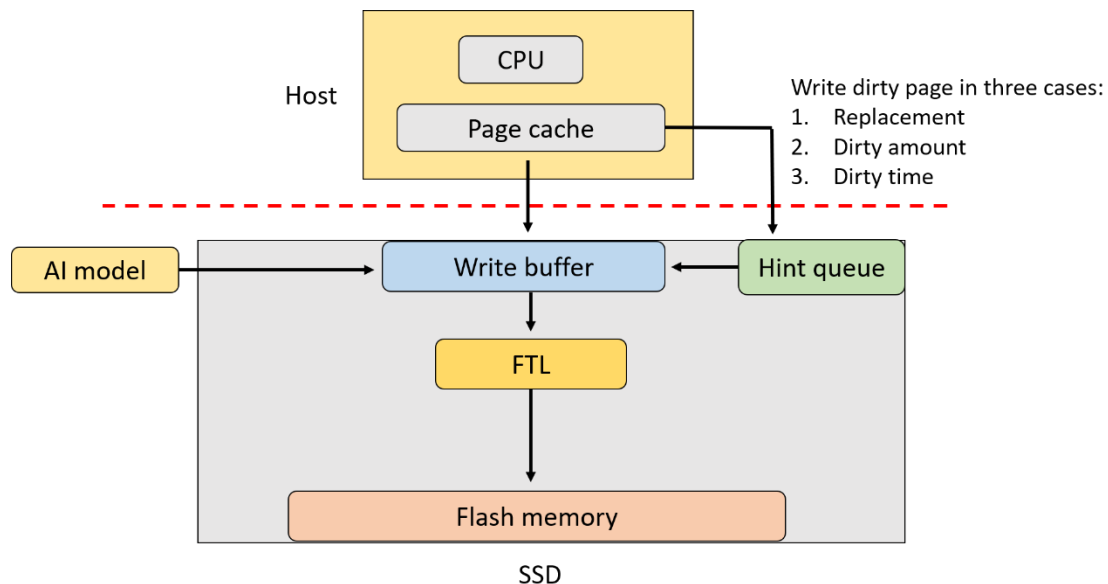 CPU
Host
Page cache
Write dirty page in three cases:
1. Replacement
2. Dirty amount
3. Dirty time
AI model
Write buffer
Hint queue
FTL
Flash memory
SSD